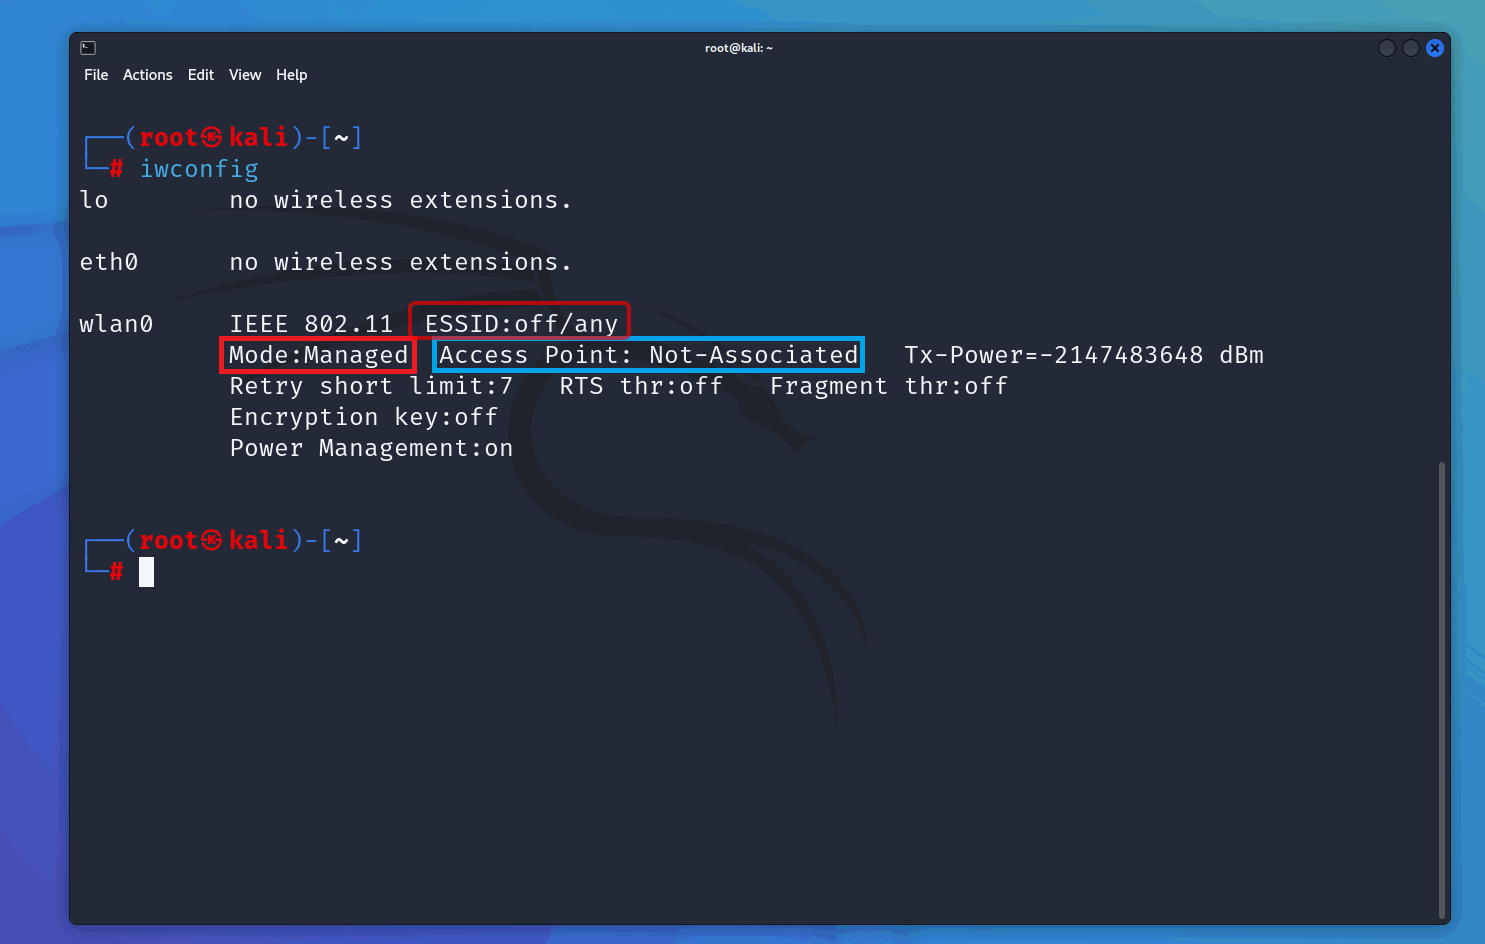 root@kali: ~
File Actions Edit View Help
┌──(root㉿kali)-[~]
└─# iwconfig
lo        no wireless extensions.
eth0      no wireless extensions.
wlan0     IEEE 802.11  ESSID:off/any
          Mode:Managed  Access Point: Not-Associated   Tx-Power=-2147483648 dBm
          Retry short limit:7   RTS thr:off   Fragment thr:off
          Encryption key:off
          Power Management:on
┌──(root㉿kali)-[~]
└─#